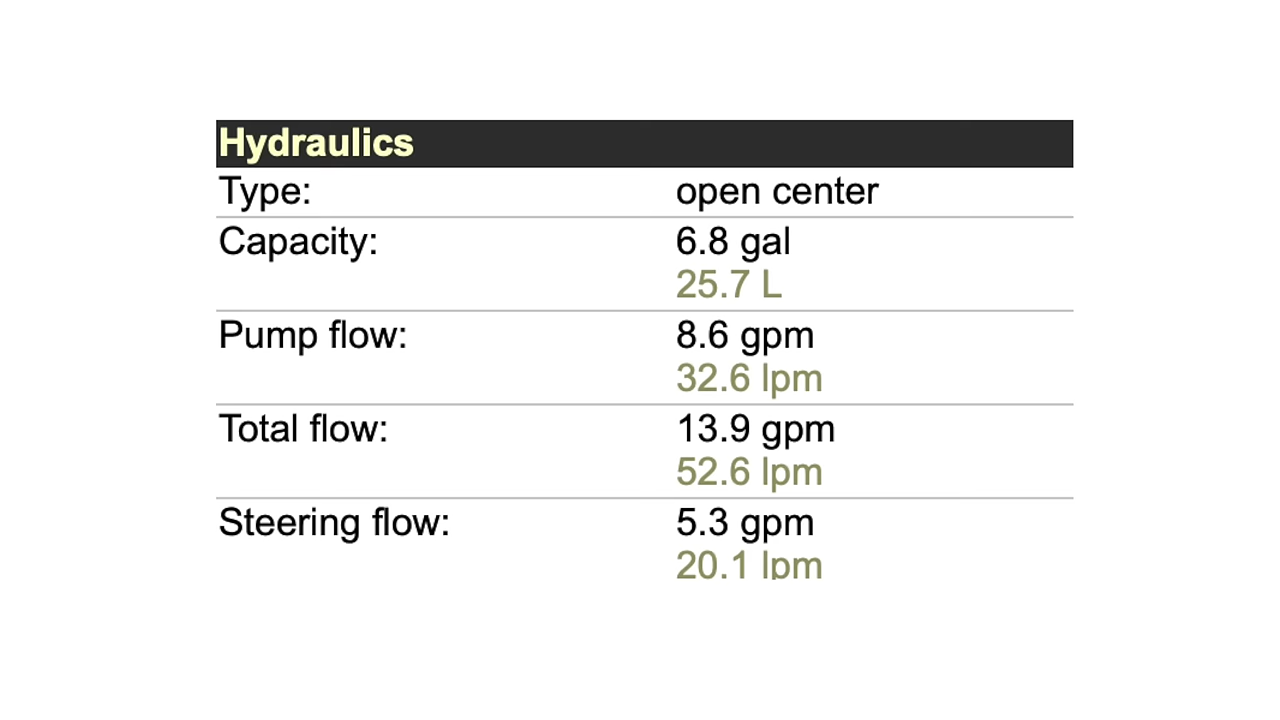 Hydraulics
Type: open center
Capacity: 6.8 gal
25.7 L
Pump flow: 8.6 gpm
32.6 lpm
Total flow: 13.9 gpm
52.6 lpm
Steering flow: 5.3 gpm
20.1 lpm